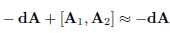 − dA + [A₁, A₂] ≈ −dA